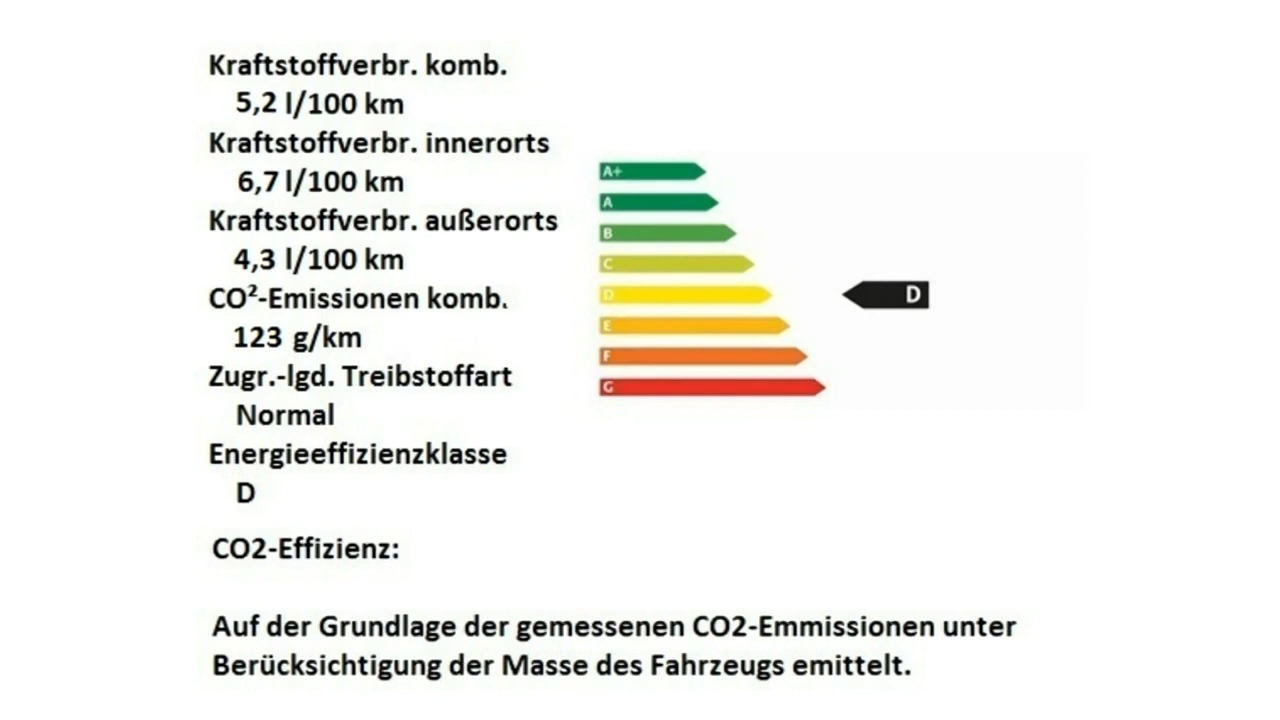 Kraftstoffverbr. komb.
5,2 l/100 km
Kraftstoffverbr. innerorts
6,7 l/100 km
Kraftstoffverbr. außerorts
4,3 l/100 km
CO²-Emissionen komb.
123 g/km
Zugr.-lgd. Treibstoffart
Normal
Energieeffizienzklasse
D
A+
A
B
C
D
D
E
F
G
CO2-Effizienz:
Auf der Grundlage der gemessenen CO2-Emmissionen unter
Berücksichtigung der Masse des Fahrzeugs emittelt.